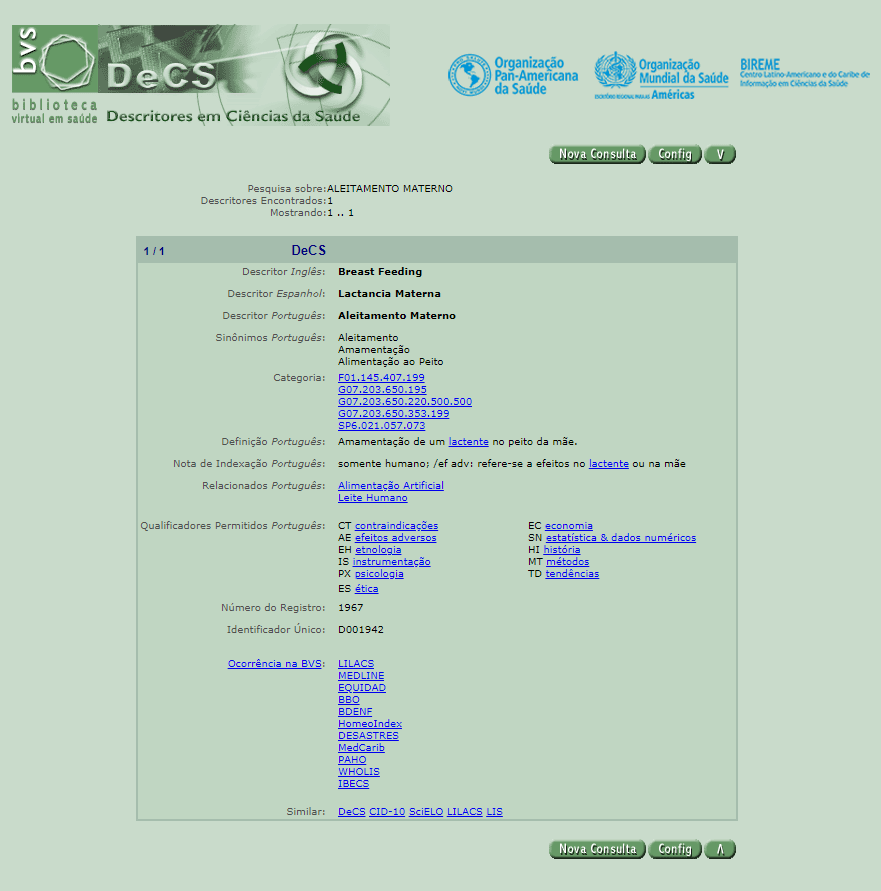 bvs
biblioteca
virtual em saúde
DeCS
Descritores em Ciências da Saúde
Organização
Pan-Americana
da Saúde
Organização
Mundial da Saúde
ESCRITÓRIO REGIONAL PARA AS Américas
BIREME
Centro Latino-Americano e do Caribe de
Informação em Ciências da Saúde
Nova Consulta Config V
Pesquisa sobre:ALEITAMENTO MATERNO
Descritores Encontrados:1
Mostrando:1 .. 1
1 / 1 DeCS
Descritor Inglês: Breast Feeding
Descritor Espanhol: Lactancia Materna
Descritor Português: Aleitamento Materno
Sinônimos Português: Aleitamento
Amamentação
Alimentação ao Peito
Categoria: F01.145.407.199
G07.203.650.195
G07.203.650.220.500.500
G07.203.650.353.199
SP6.021.057.073
Definição Português: Amamentação de um lactente no peito da mãe.
Nota de Indexação Português: somente humano; /ef adv: refere-se a efeitos no lactente ou na mãe
Relacionados Português: Alimentação Artificial
Leite Humano
Qualificadores Permitidos Português: CT contraindicações EC economia
AE efeitos adversos SN estatística & dados numéricos
EH etnologia HI história
IS instrumentação MT métodos
PX psicologia TD tendências
ES ética
Número do Registro: 1967
Identificador Único: D001942
Ocorrência na BVS: LILACS
MEDLINE
EQUIDAD
BBO
BDENF
HomeoIndex
DESASTRES
MedCarib
PAHO
WHOLIS
IBECS
Similar: DeCS CID-10 SciELO LILACS LIS
Nova Consulta Config Λ